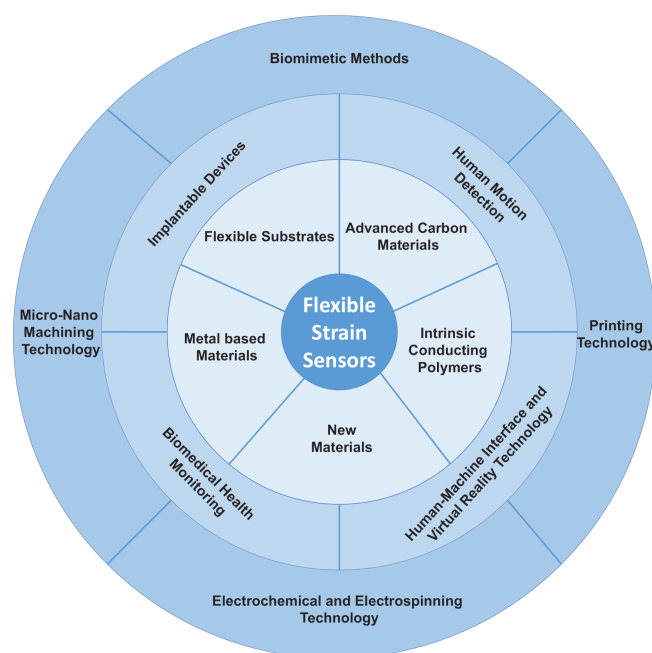 Biomimetic Methods
Implantable Devices
Human Motion
Detection
Flexible Substrates
Advanced Carbon
Materials
Flexible
Strain
Sensors
Micro-Nano
Machining
Technology
Metal based
Materials
Intrinsic
Conducting
Polymers
Printing
Technology
New
Materials
Biomedical Health
Monitoring
Human-Machine Interface and
Virtual Reality Technology
Electrochemical and Electrospinning
Technology